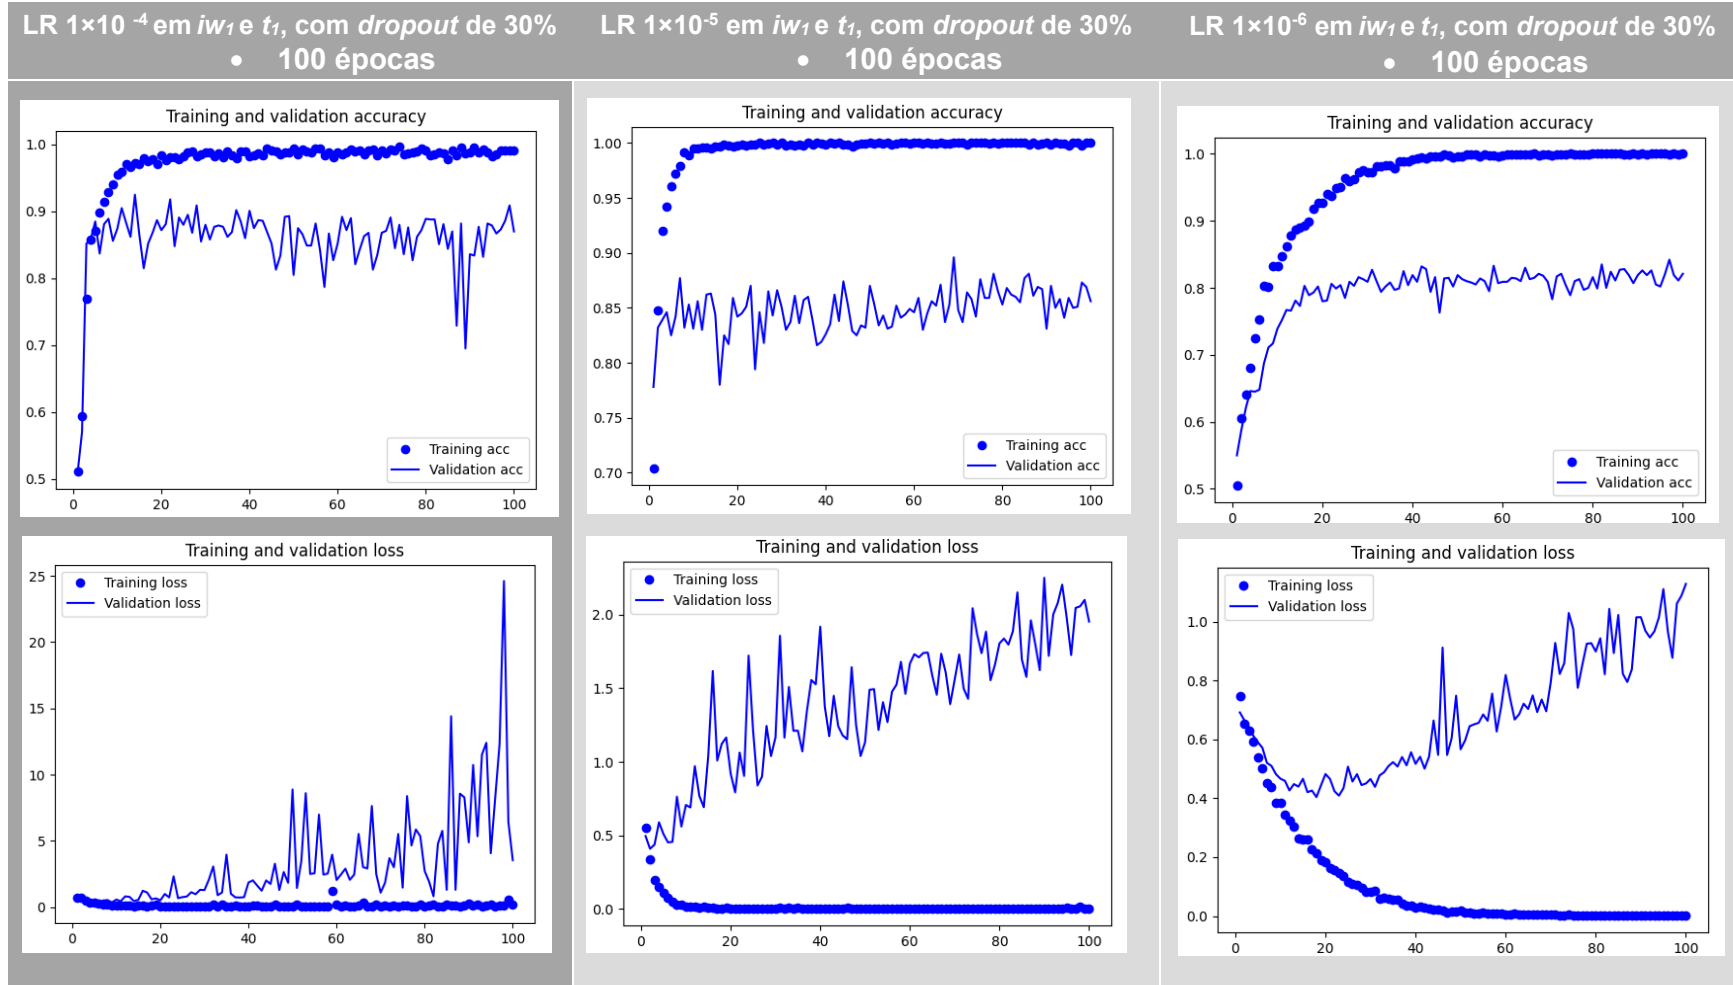 LR 1×10 -4 em iw1 e t1, com dropout de 30%
• 100 épocas
LR 1×10-5 em iw1 e t1, com dropout de 30%
• 100 épocas
LR 1×10-6 em iw1 e t1, com dropout de 30%
• 100 épocas
Training and validation accuracy
1.0
0.9
0.8
0.7
0.6
0.5
Training acc
Validation acc
0 20 40 60 80 100
Training and validation accuracy
1.00
0.95
0.90
0.85
0.80
0.75
0.70
Training acc
Validation acc
0 20 40 60 80 100
Training and validation accuracy
1.0
0.9
0.8
0.7
0.6
0.5
Training acc
Validation acc
0 20 40 60 80 100
Training and validation loss
25
20
15
10
5
0
Training loss
Validation loss
0 20 40 60 80 100
Training and validation loss
2.0
1.5
1.0
0.5
0.0
Training loss
Validation loss
0 20 40 60 80 100
Training and validation loss
1.0
0.8
0.6
0.4
0.2
0.0
Training loss
Validation loss
0 20 40 60 80 100